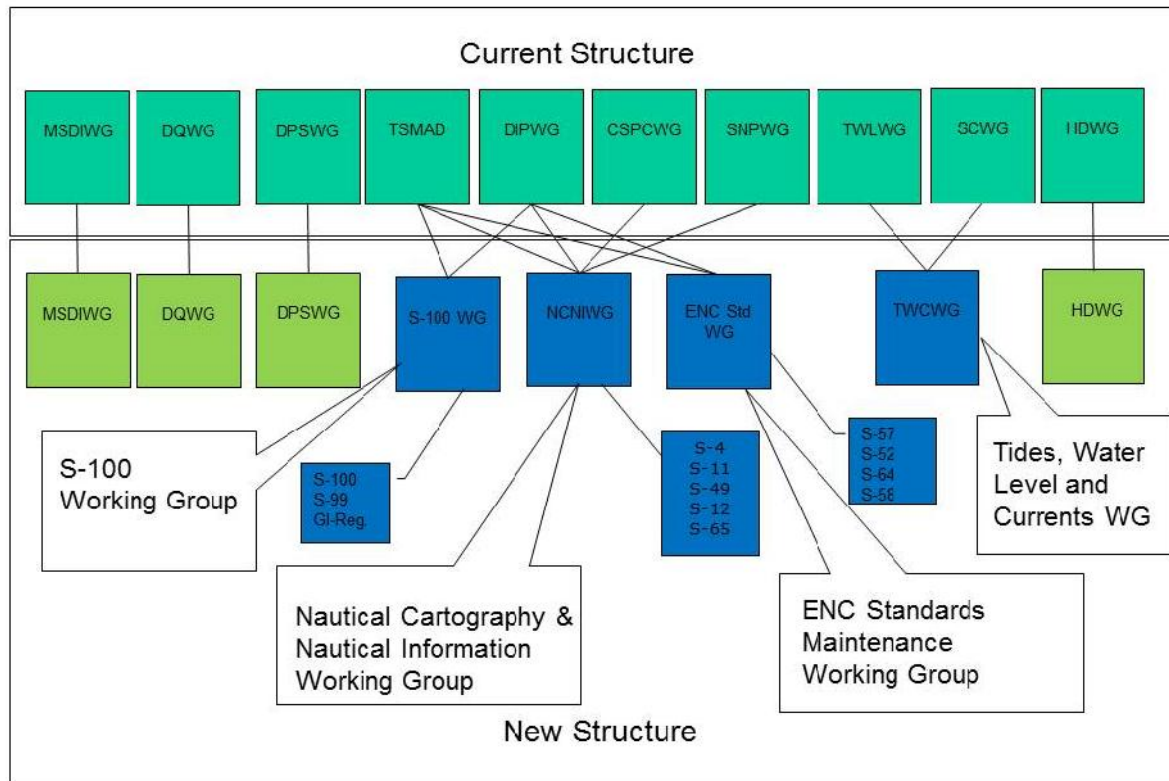 Current Structure
MSDIWG
DQWG
DPSWG
TSMAD
DIPWG
CSPCWG
SNPWG
TWLWG
SCWG
HDWG
MSDIWG
DQWG
DPSWG
S-100 WG
NCNIWG
ENC Std
WG
TWCWG
HDWG
S-100
Working Group
S-100
S-99
GI-Reg.
S-4
S-11
S-49
S-12
S-65
S-57
S-52
S-64
S-58
Tides, Water
Level and
Currents WG
Nautical Cartography &
Nautical Information
Working Group
ENC Standards
Maintenance
Working Group
New Structure